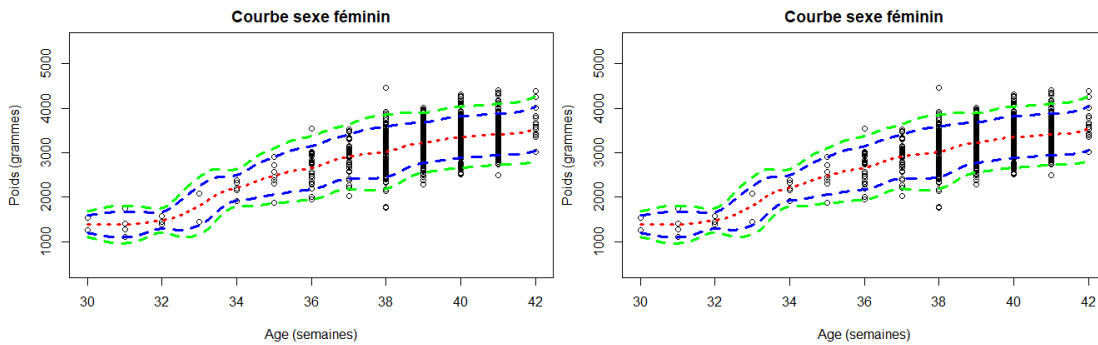 Courbe sexe féminin
Poids (grammes)
5000
4000
3000
2000
1000
30 32 34 36 38 40 42
Age (semaines)
Courbe sexe féminin
Poids (grammes)
5000
4000
3000
2000
1000
30 32 34 36 38 40 42
Age (semaines)